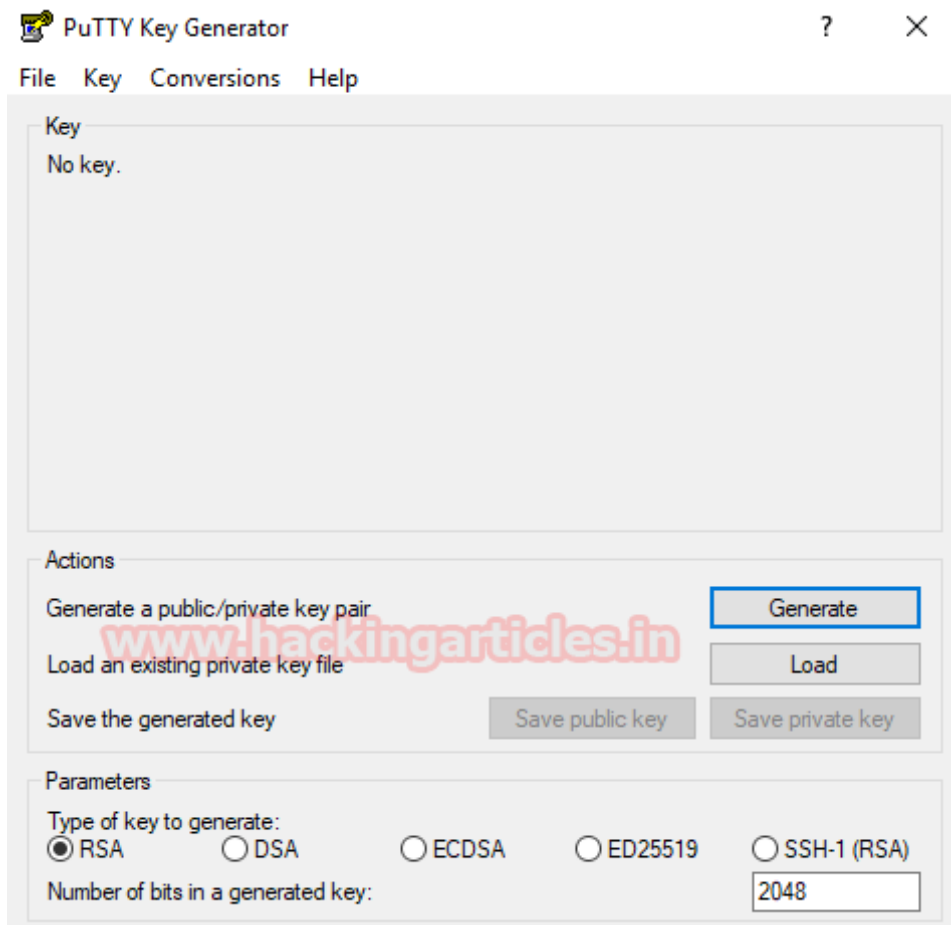 PuTTY Key Generator ? ×
File Key Conversions Help
Key
No key.
Actions
Generate a public/private key pair Generate
www.hackingarticles.in
Load an existing private key file Load
Save the generated key Save public key Save private key
Parameters
Type of key to generate:
RSA DSA ECDSA ED25519 SSH-1 (RSA)
Number of bits in a generated key: 2048